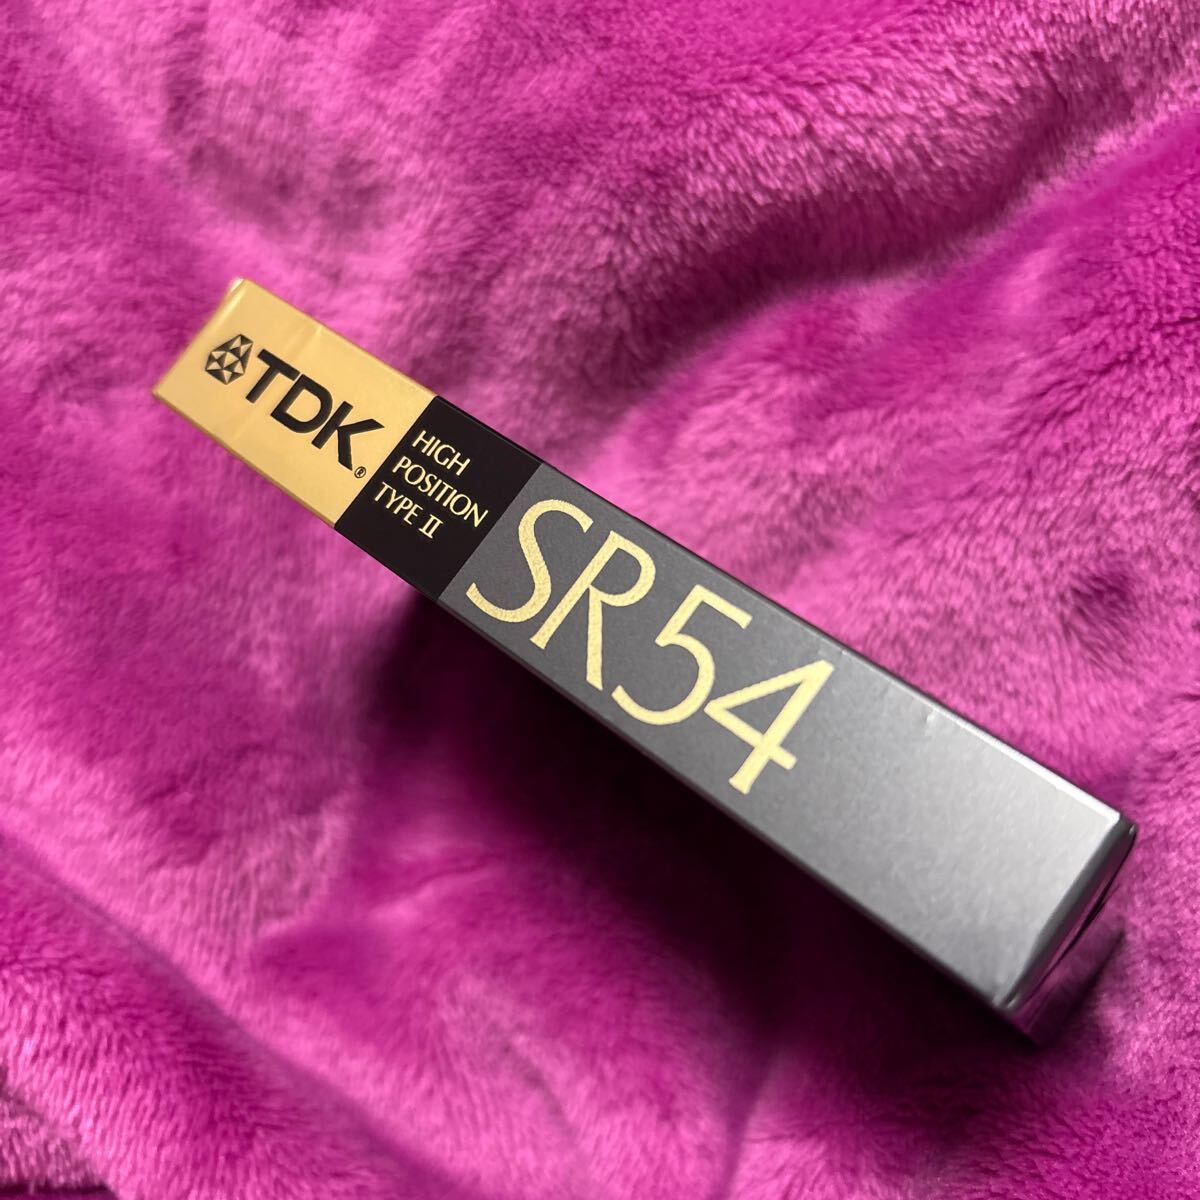 TDK®
HIGH
POSITION
TYPE II
SR54